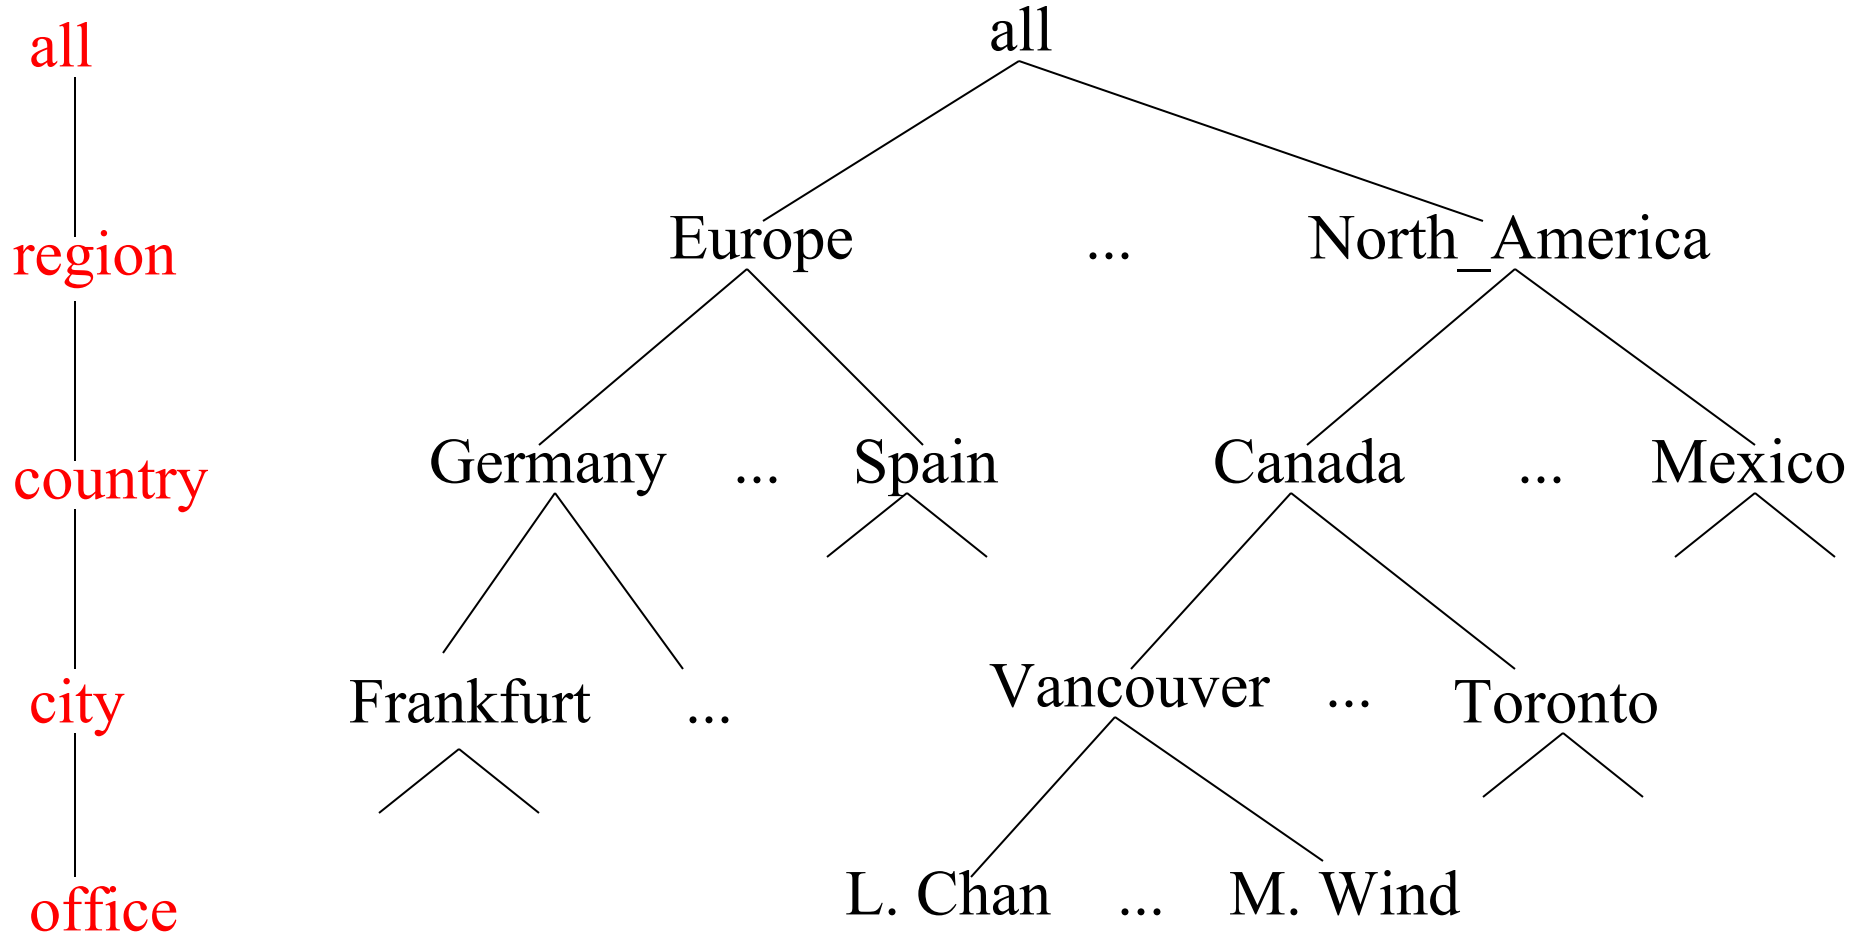 all
all
region
Europe ... North_America
country
Germany ... Spain Canada ... Mexico
city
Frankfurt ... Vancouver ... Toronto
office
L. Chan ... M. Wind